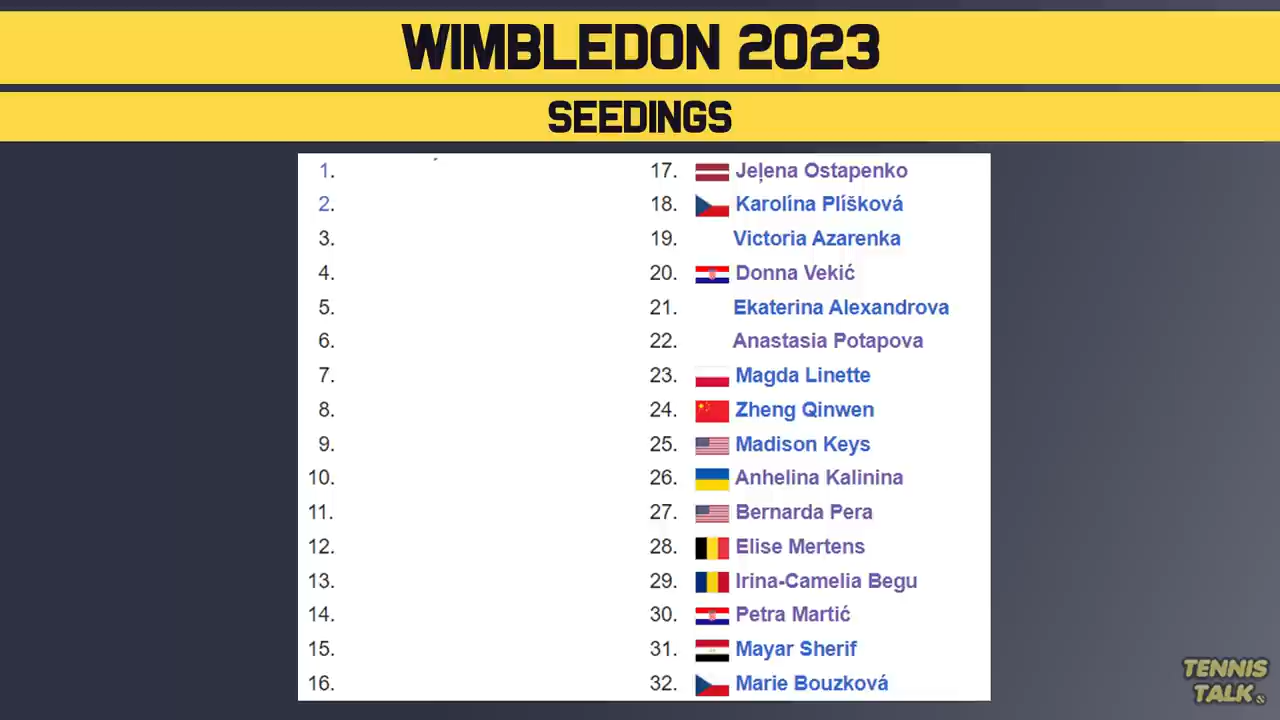 WIMBLEDON 2023
SEEDINGS
1.
2.
3.
4.
5.
6.
7.
8.
9.
10.
11.
12.
13.
14.
15.
16.
17. Jeļena Ostapenko
18. Karolína Plíšková
19. Victoria Azarenka
20. Donna Vekić
21. Ekaterina Alexandrova
22. Anastasia Potapova
23. Magda Linette
24. Zheng Qinwen
25. Madison Keys
26. Anhelina Kalinina
27. Bernarda Pera
28. Elise Mertens
29. Irina-Camelia Begu
30. Petra Martić
31. Mayar Sherif
32. Marie Bouzková
TENNIS
TALK